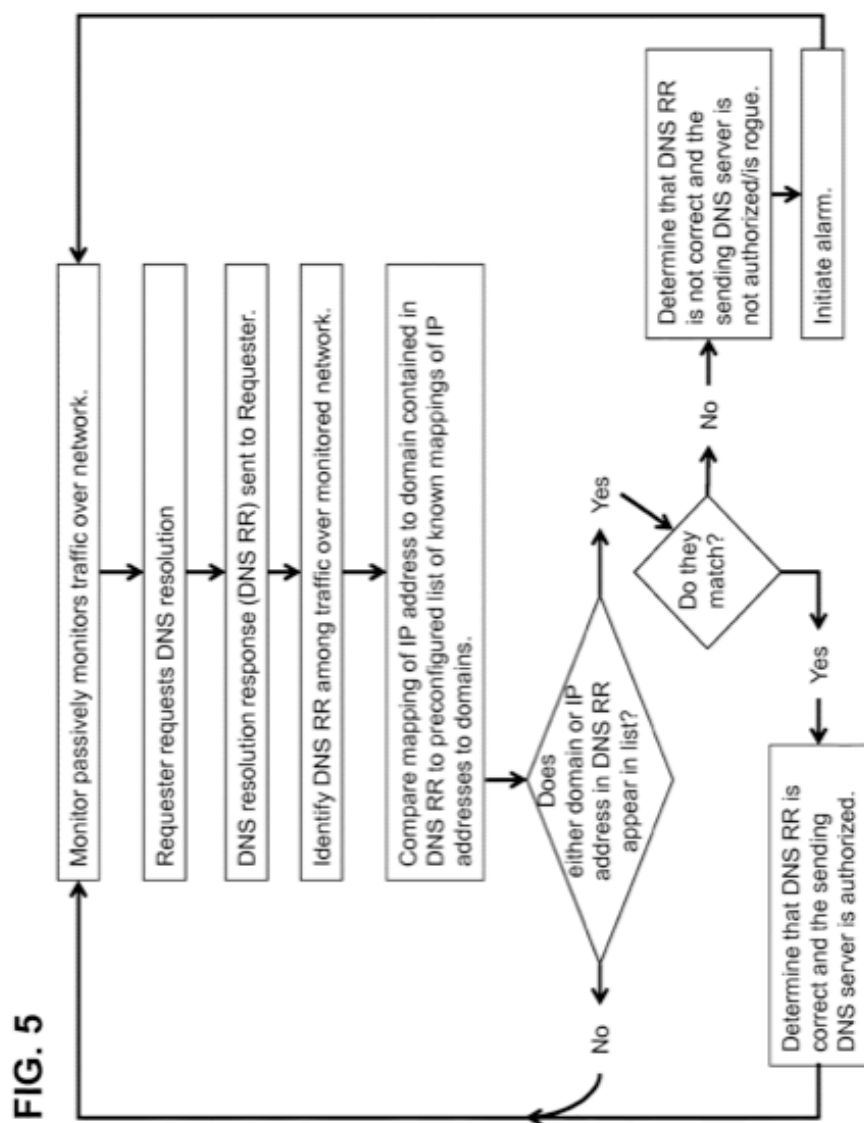 FIG. 5
Monitor passively monitors traffic over network.
Requester requests DNS resolution
DNS resolution response (DNS RR) sent to Requester.
Identify DNS RR among traffic over monitored network.
Compare mapping of IP address to domain contained in
DNS RR to preconfigured list of known mappings of IP
addresses to domains.
Does
either domain or IP
address in DNS RR
appear in list?
No
Yes
Do they
match?
No
Yes
Determine that DNS RR
is not correct and the
sending DNS server is
not authorized/is rogue.
Initiate alarm.
Determine that DNS RR is
correct and the sending
DNS server is authorized.